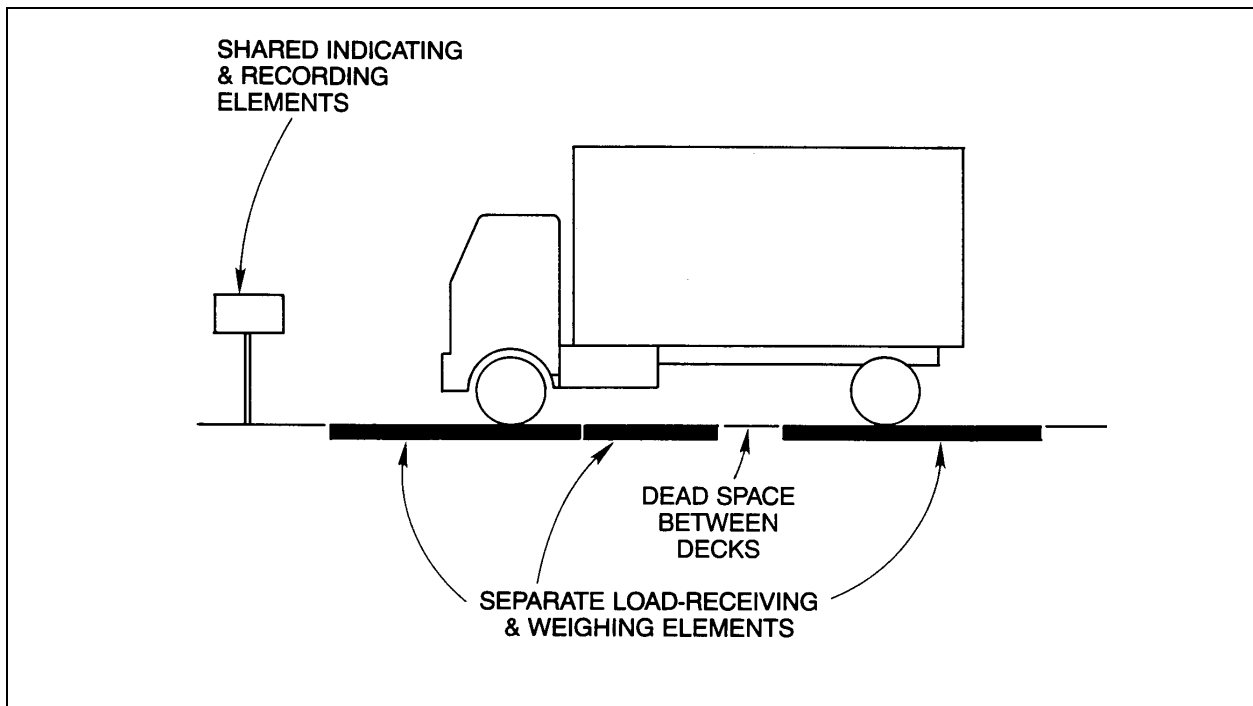 SHARED INDICATING
& RECORDING
ELEMENTS
DEAD SPACE
BETWEEN
DECKS
SEPARATE LOAD-RECEIVING
& WEIGHING ELEMENTS